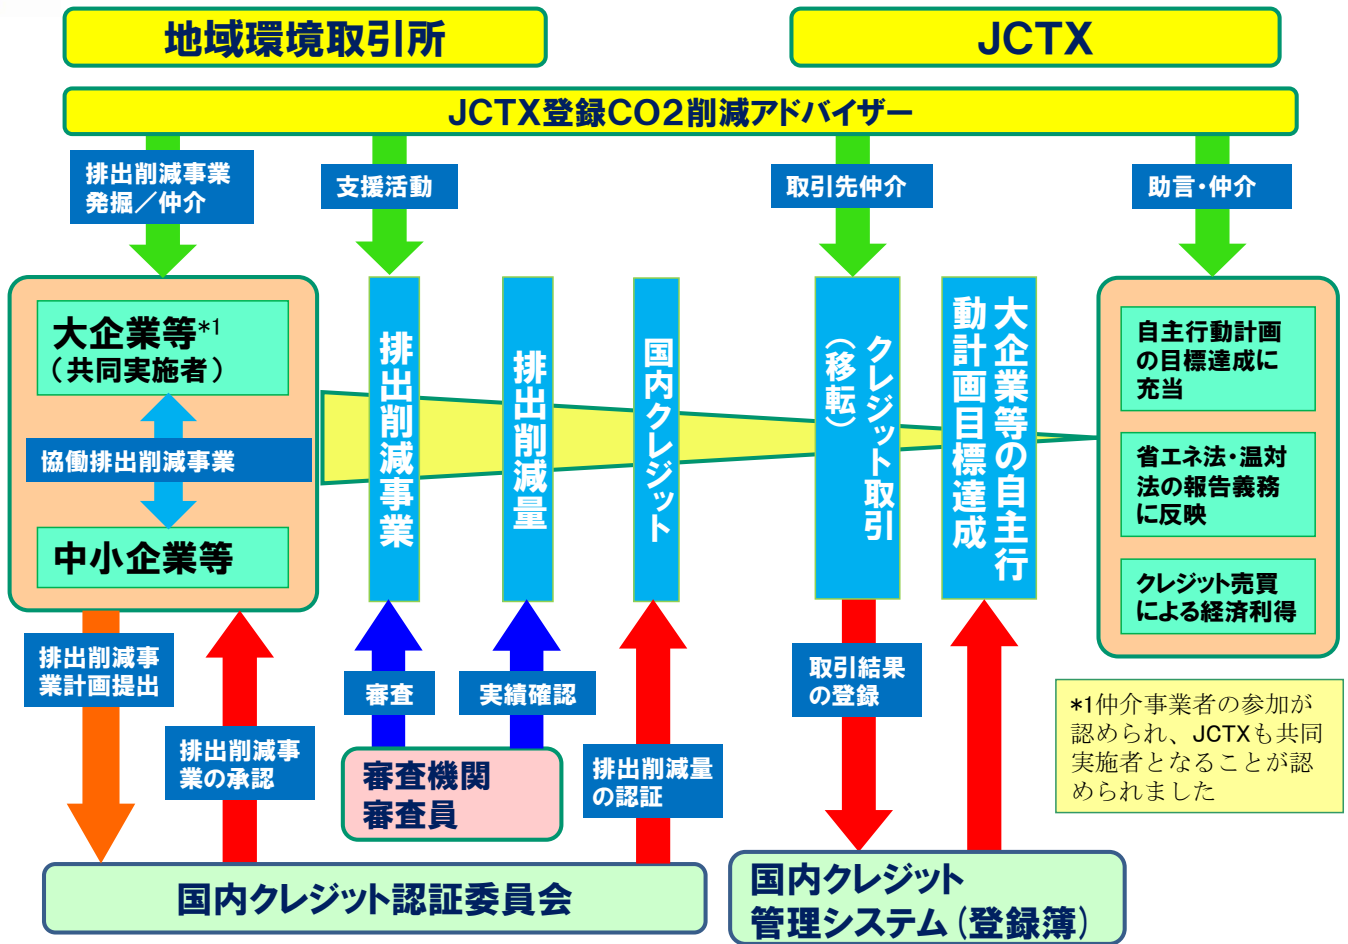 地域環境取引所
JCTX
JCTX登録CO2削減アドバイザー
排出削減事業
発掘／仲介
支援活動
取引先仲介
助言・仲介
大企業等*1
（共同実施者）
協働排出削減事業
中小企業等
排出削減事業
排出削減量
国内クレジット
クレジット取引
（移転）
大企業等の自主行
動計画目標達成
自主行動計画
の目標達成に
充当
省エネ法・温対
法の報告義務
に反映
クレジット売買
による経済利得
排出削減事
業計画提出
排出削減事
業の承認
審査
実績確認
審査機関
審査員
排出削減量
の認証
取引結果
の登録
*1仲介事業者の参加が
認められ、JCTXも共同
実施者となることが認
められました
国内クレジット認証委員会
国内クレジット
管理システム（登録簿）